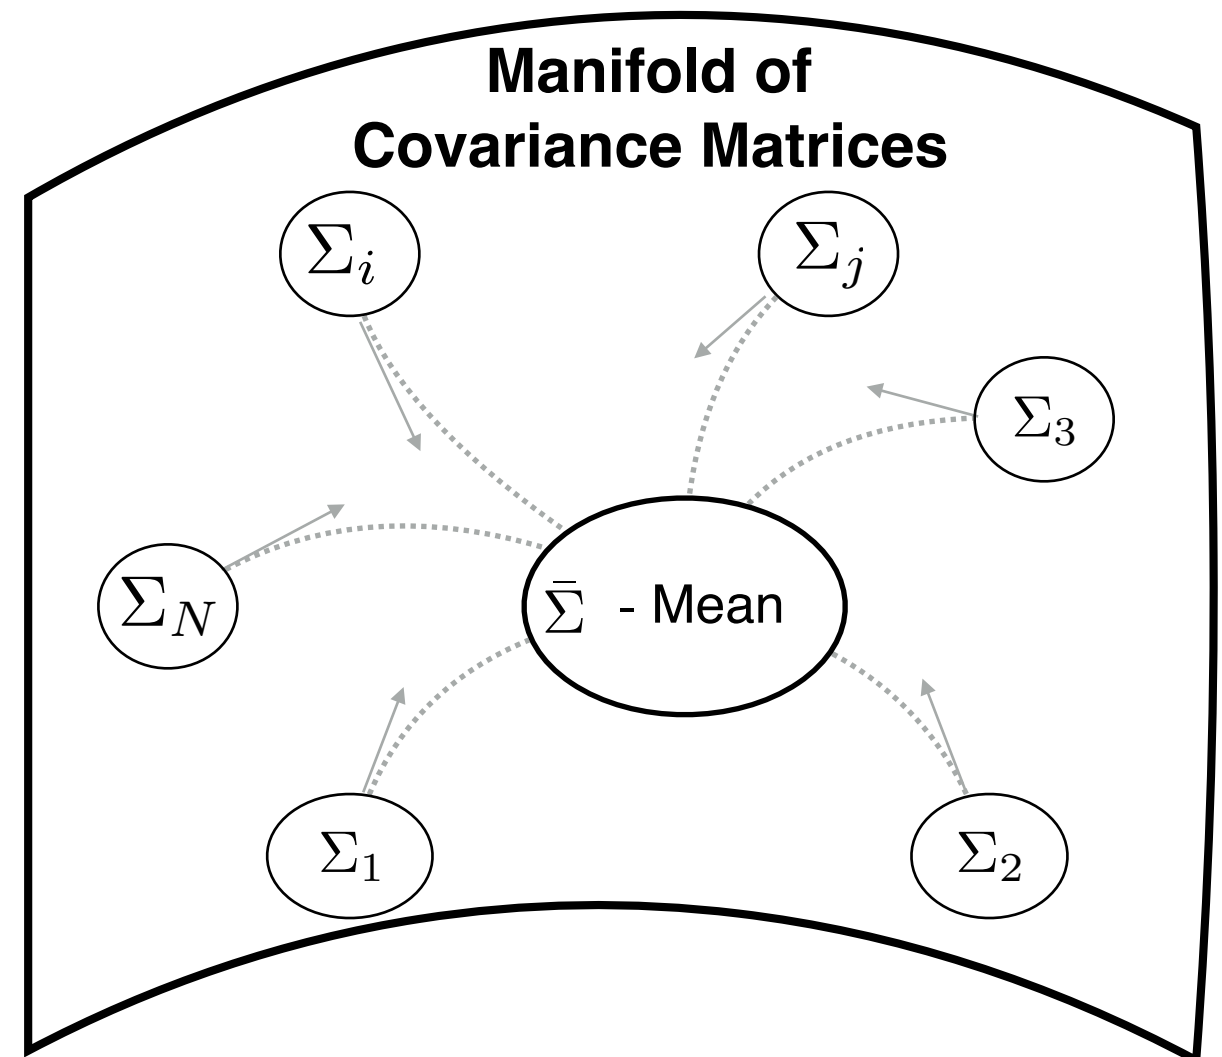 Manifold of
Covariance Matrices
Σ_i
Σ_j
Σ_3
Σ_N
Σ̄ - Mean
Σ_1
Σ_2